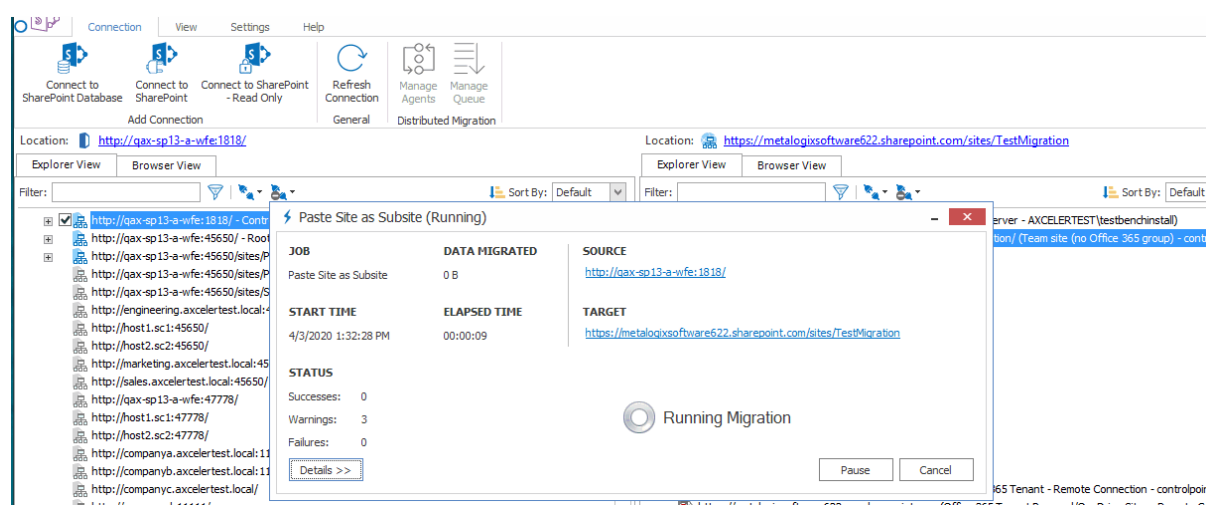 Connection View Settings Help
Connect to SharePoint Database
Connect to SharePoint
Connect to SharePoint - Read Only
Refresh Connection
Manage Agents
Manage Queue
Add Connection
General
Distributed Migration
Location: http://qax-sp13-a-wfe:1818/
Explorer View Browser View
Filter:
Sort By: Default
http://qax-sp13-a-wfe:1818/ - Contr
http://qax-sp13-a-wfe:45650/ - Root
http://qax-sp13-a-wfe:45650/sites/P
http://qax-sp13-a-wfe:45650/sites/P
http://qax-sp13-a-wfe:45650/sites/S
http://engineering.axcelertest.local:4
http://host1.sc1:45650/
http://host2.sc2:45650/
http://marketing.axcelertest.local:45
http://sales.axcelertest.local:45650/
http://qax-sp13-a-wfe:47778/
http://host1.sc1:47778/
http://host2.sc2:47778/
http://companya.axcelertest.local:11
http://companyb.axcelertest.local:11
http://companyc.axcelertest.local/
Location: https://metalogixsoftware622.sharepoint.com/sites/TestMigration
Explorer View Browser View
Filter:
Sort By: Default
erver - AXCELERTEST\testbenchinstall)
tion/ (Team site (no Office 365 group) - contr
365 Tenant - Remote Connection - controlpoin
Paste Site as Subsite (Running)
JOB
Paste Site as Subsite
DATA MIGRATED
0 B
SOURCE
http://qax-sp13-a-wfe:1818/
START TIME
4/3/2020 1:32:28 PM
ELAPSED TIME
00:00:09
TARGET
https://metalogixsoftware622.sharepoint.com/sites/TestMigration
STATUS
Successes: 0
Warnings: 3
Failures: 0
Running Migration
Details >>
Pause
Cancel